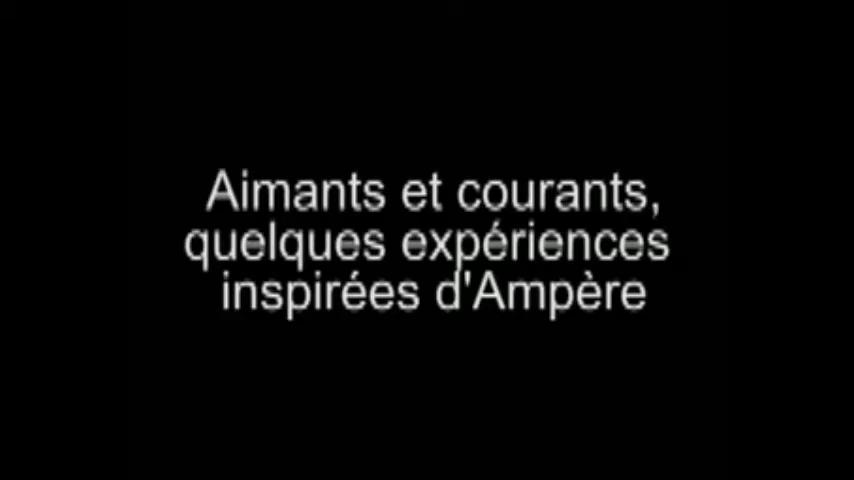 Aimants et courants,
quelques expériences
inspirées d'Ampère